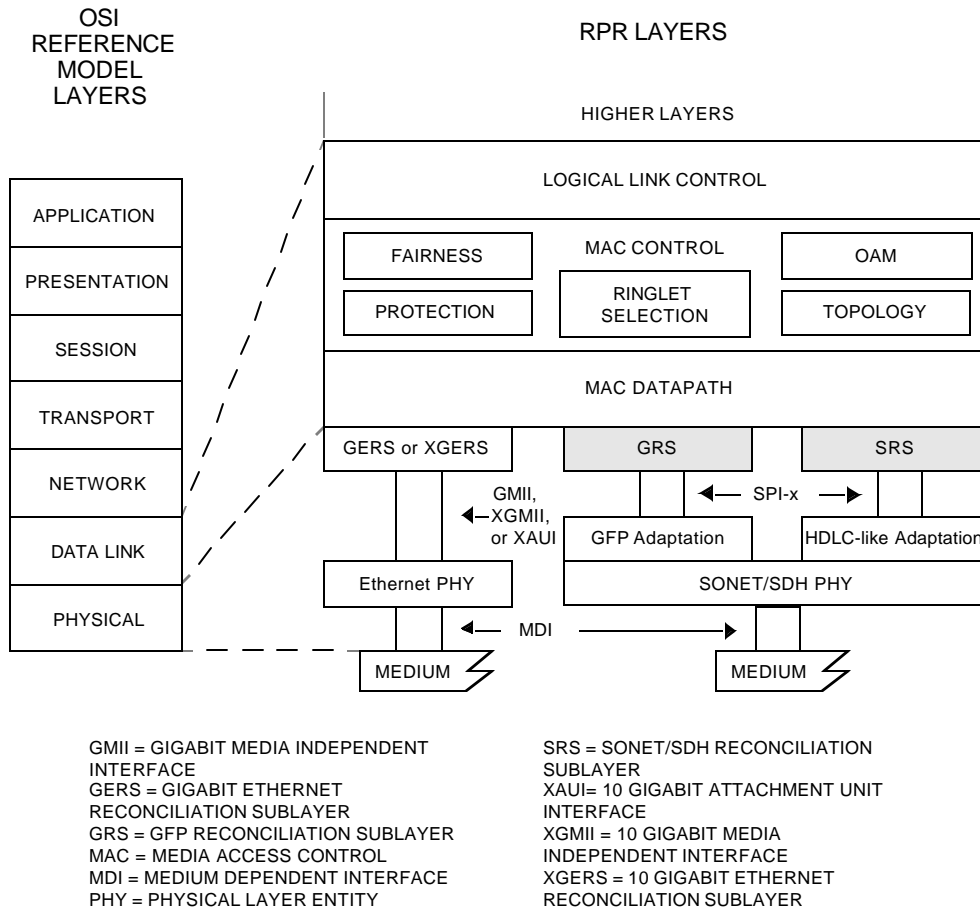 OSI
REFERENCE
MODEL
LAYERS
RPR LAYERS
HIGHER LAYERS
APPLICATION
PRESENTATION
SESSION
TRANSPORT
NETWORK
DATA LINK
PHYSICAL
LOGICAL LINK CONTROL
FAIRNESS
MAC CONTROL
OAM
PROTECTION
RINGLET
SELECTION
TOPOLOGY
MAC DATAPATH
GERS or XGERS
GRS
SRS
GMII,
XGMII,
or XAUI
SPI-x
GFP Adaptation
HDLC-like Adaptation
Ethernet PHY
SONET/SDH PHY
MDI
MEDIUM
MEDIUM
GMII = GIGABIT MEDIA INDEPENDENT
INTERFACE
GERS = GIGABIT ETHERNET
RECONCILIATION SUBLAYER
GRS = GFP RECONCILIATION SUBLAYER
MAC = MEDIA ACCESS CONTROL
MDI = MEDIUM DEPENDENT INTERFACE
PHY = PHYSICAL LAYER ENTITY
SRS = SONET/SDH RECONCILIATION
SUBLAYER
XAUI= 10 GIGABIT ATTACHMENT UNIT
INTERFACE
XGMII = 10 GIGABIT MEDIA
INDEPENDENT INTERFACE
XGERS = 10 GIGABIT ETHERNET
RECONCILIATION SUBLAYER